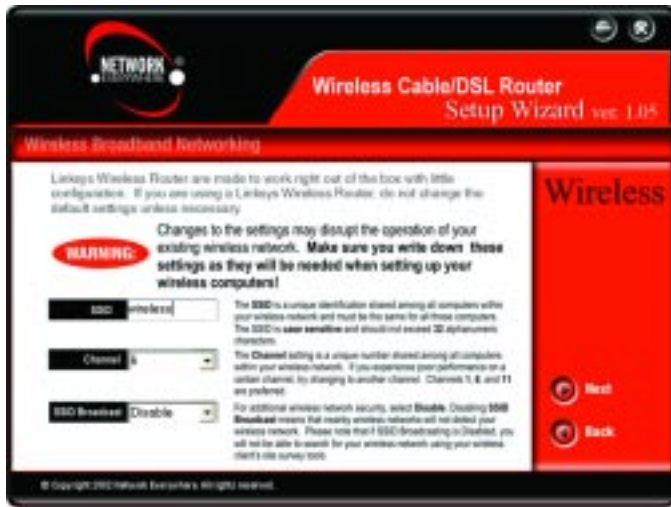 NETWORK
EVERYWHERE
Wireless Cable/DSL Router
Setup Wizard ver. 1.05
Wireless Broadband Networking
Linksys Wireless Router are made to work right out of the box with little
configuration. If you are using a Linksys Wireless Router, do not change the
default settings unless necessary.
WARNING:
Changes to the settings may disrupt the operation of your
existing wireless network. Make sure you write down these
settings as they will be needed when setting up your
wireless computers!
SSID wireless
The SSID is a unique identification shared among all computers within
your wireless network and must be the same for all those computers.
The SSID is case sensitive and should not exceed 32 alphanumeric
characters.
Channel 6
The Channel setting is a unique number shared among all computers
within your wireless network. If you experience poor performance on a
certain channel, try changing to another channel. Channels 1, 6, and 11
are preferred.
SSID Broadcast Disable
For additional wireless network security, select Disable. Disabling SSID
Broadcast means that nearby wireless networks will not detect your
wireless network. Please note that if SSID Broadcasting is Disabled, you
will not be able to search for your wireless network using your wireless
client's site survey tools.
Wireless
Next
Back
© Copyright 2002 Network Everywhere. All rights reserved.